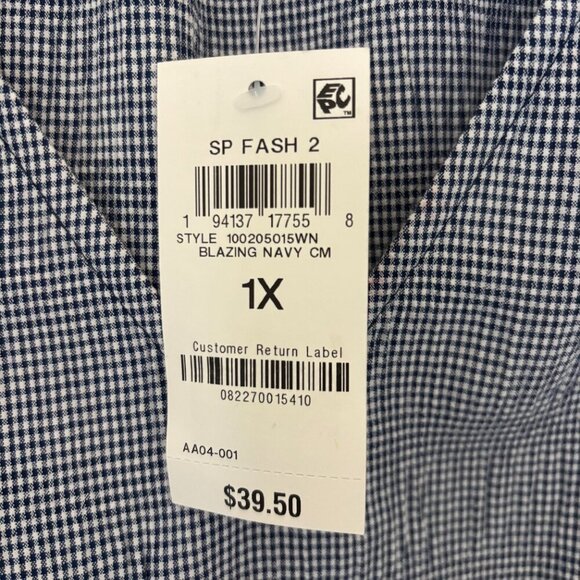 EPC™
SP FASH 2
1 94137 17755 8
STYLE 100205015WN
BLAZING NAVY CM
1X
Customer Return Label
082270015410
AA04-001
$39.50